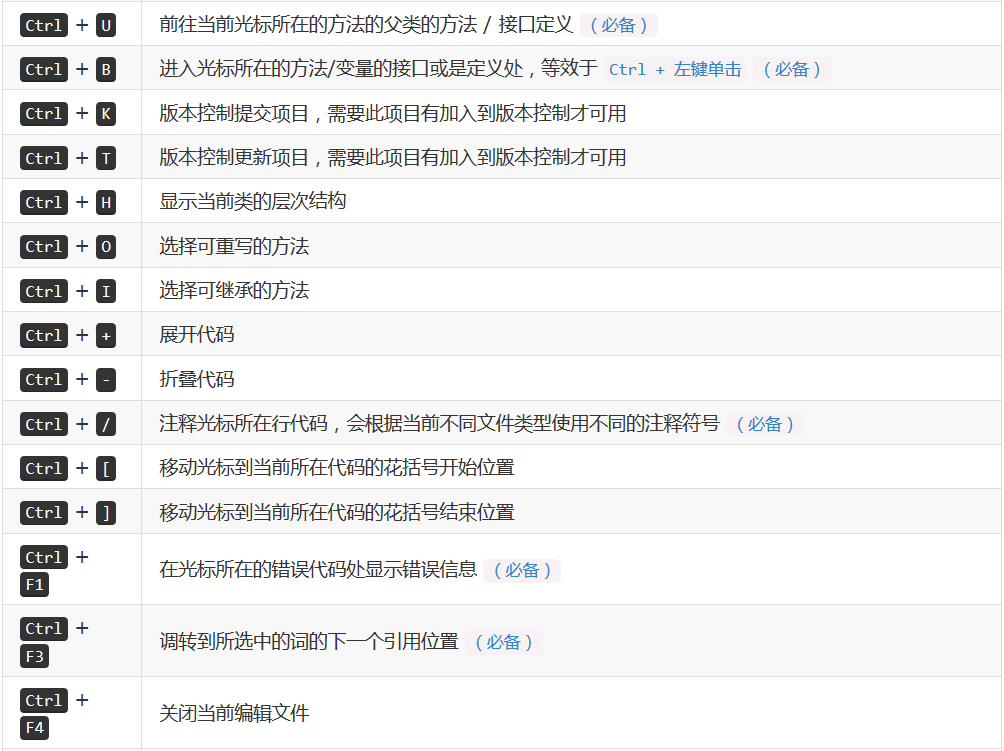 Ctrl + U 前往当前光标所在的方法的父类的方法 / 接口定义 （必备）
Ctrl + B 进入光标所在的方法/变量的接口或是定义处，等效于 Ctrl + 左键单击 （必备）
Ctrl + K 版本控制提交项目，需要此项目有加入到版本控制才可用
Ctrl + T 版本控制更新项目，需要此项目有加入到版本控制才可用
Ctrl + H 显示当前类的层次结构
Ctrl + O 选择可重写的方法
Ctrl + I 选择可继承的方法
Ctrl + + 展开代码
Ctrl + - 折叠代码
Ctrl + / 注释光标所在行代码，会根据当前不同文件类型使用不同的注释符号 （必备）
Ctrl + [ 移动光标到当前所在代码的花括号开始位置
Ctrl + ] 移动光标到当前所在代码的花括号结束位置
Ctrl +
F1
在光标所在的错误代码处显示错误信息 （必备）
Ctrl +
F3
调转到所选中的词的下一个引用位置 （必备）
Ctrl +
F4
关闭当前编辑文件